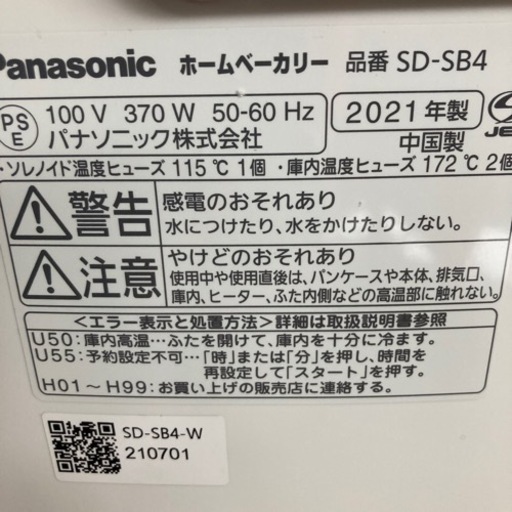 Panasonic ホームベーカリー 品番 SD-SB4
PS E 100 V 370 W 50-60 Hz 2021年製
パナソニック株式会社 中国製
・ソレノイド温度ヒューズ 115℃ 1個 ・庫内温度ヒューズ 172℃ 2個
警告 感電のおそれあり
水につけたり、水をかけたりしない。
注意 やけどのおそれあり
使用中や使用直後は、パンケースや本体、排気口、
庫内、ヒーター、ふた内側などの高温部に触れない。
<エラー表示と処置方法>詳細は取扱説明書参照
U50:庫内高温…ふたを開けて、庫内を十分に冷ます。
U55:予約設定不可…「時」または「分」を押し、時間を
再設定して「スタート」を押す。
H01~H99:お買い上げの販売店に連絡する。
SD-SB4-W
210701